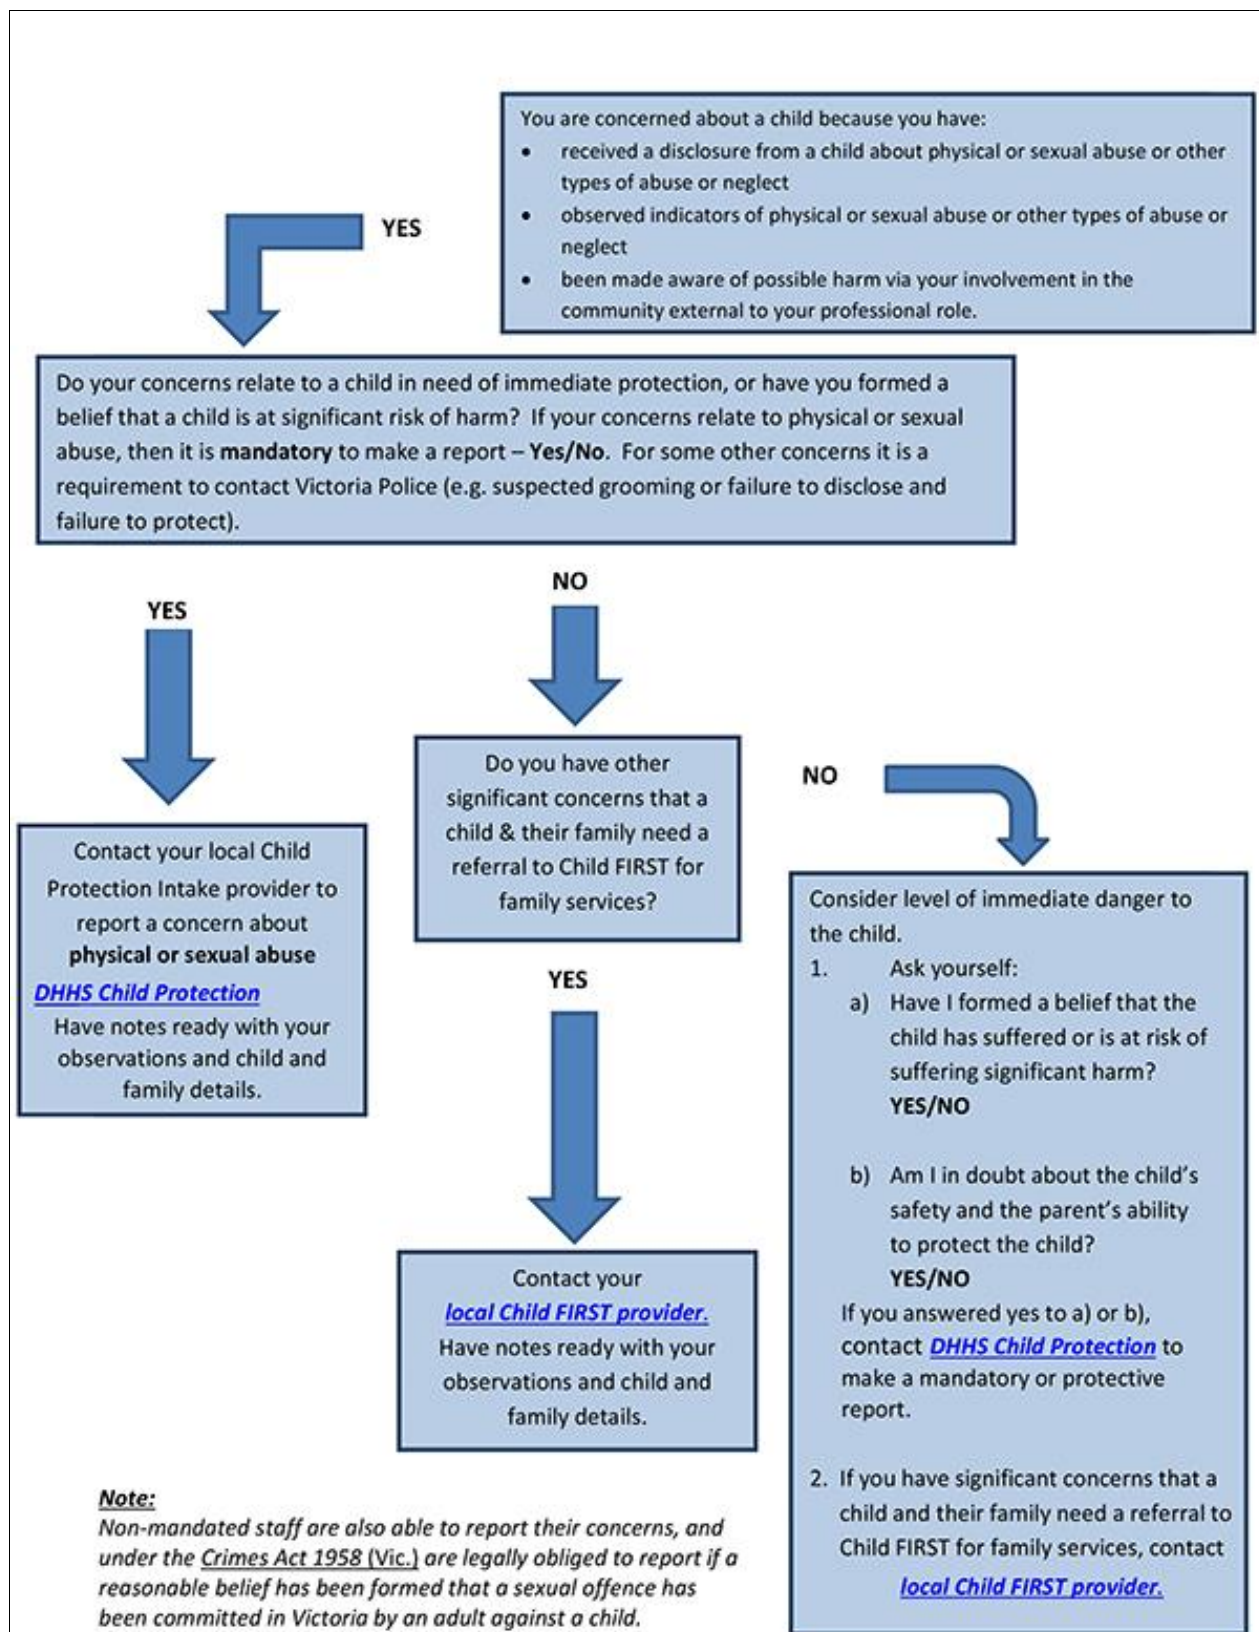 You are concerned about a child because you have:
• received a disclosure from a child about physical or sexual abuse or other
types of abuse or neglect
• observed indicators of physical or sexual abuse or other types of abuse or
neglect
• been made aware of possible harm via your involvement in the
community external to your professional role.
YES
Do your concerns relate to a child in need of immediate protection, or have you formed a
belief that a child is at significant risk of harm? If your concerns relate to physical or sexual
abuse, then it is mandatory to make a report – Yes/No. For some other concerns it is a
requirement to contact Victoria Police (e.g. suspected grooming or failure to disclose and
failure to protect).
YES
NO
Contact your local Child
Protection Intake provider to
report a concern about
physical or sexual abuse
DHHS Child Protection
Have notes ready with your
observations and child and
family details.
Do you have other
significant concerns that a
child & their family need a
referral to Child FIRST for
family services?
YES
Contact your
local Child FIRST provider.
Have notes ready with your
observations and child and
family details.
NO
Consider level of immediate danger to
the child.
1. Ask yourself:
a) Have I formed a belief that the
child has suffered or is at risk of
suffering significant harm?
YES/NO
b) Am I in doubt about the child's
safety and the parent's ability
to protect the child?
YES/NO
If you answered yes to a) or b),
contact DHHS Child Protection to
make a mandatory or protective
report.
2. If you have significant concerns that a
child and their family need a referral to
Child FIRST for family services, contact
local Child FIRST provider.
Note:
Non-mandated staff are also able to report their concerns, and
under the Crimes Act 1958 (Vic.) are legally obliged to report if a
reasonable belief has been formed that a sexual offence has
been committed in Victoria by an adult against a child.